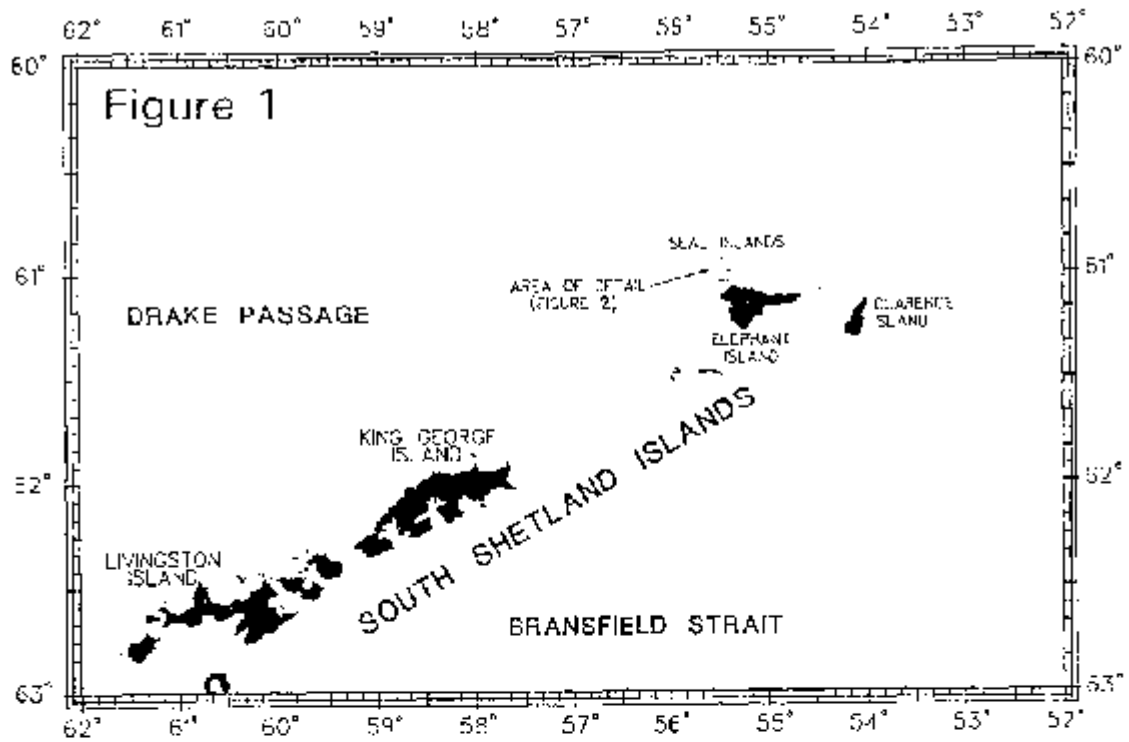 62° 61° 60° 59° 58° 57° 56° 55° 54° 53° 52°
60° 60°
Figure 1
SEAL ISLANDS
61° 61°
AREA OF DETAIL
(FIGURE 2)
DRAKE PASSAGE
CLARENCE
ISLAND
ELEPHANT
ISLAND
KING GEORGE
ISLAND
62° 62°
SOUTH SHETLAND ISLANDS
LIVINGSTON
ISLAND
BRANSFIELD STRAIT
63° 63°
62° 61° 60° 59° 58° 57° 56° 55° 54° 53° 52°